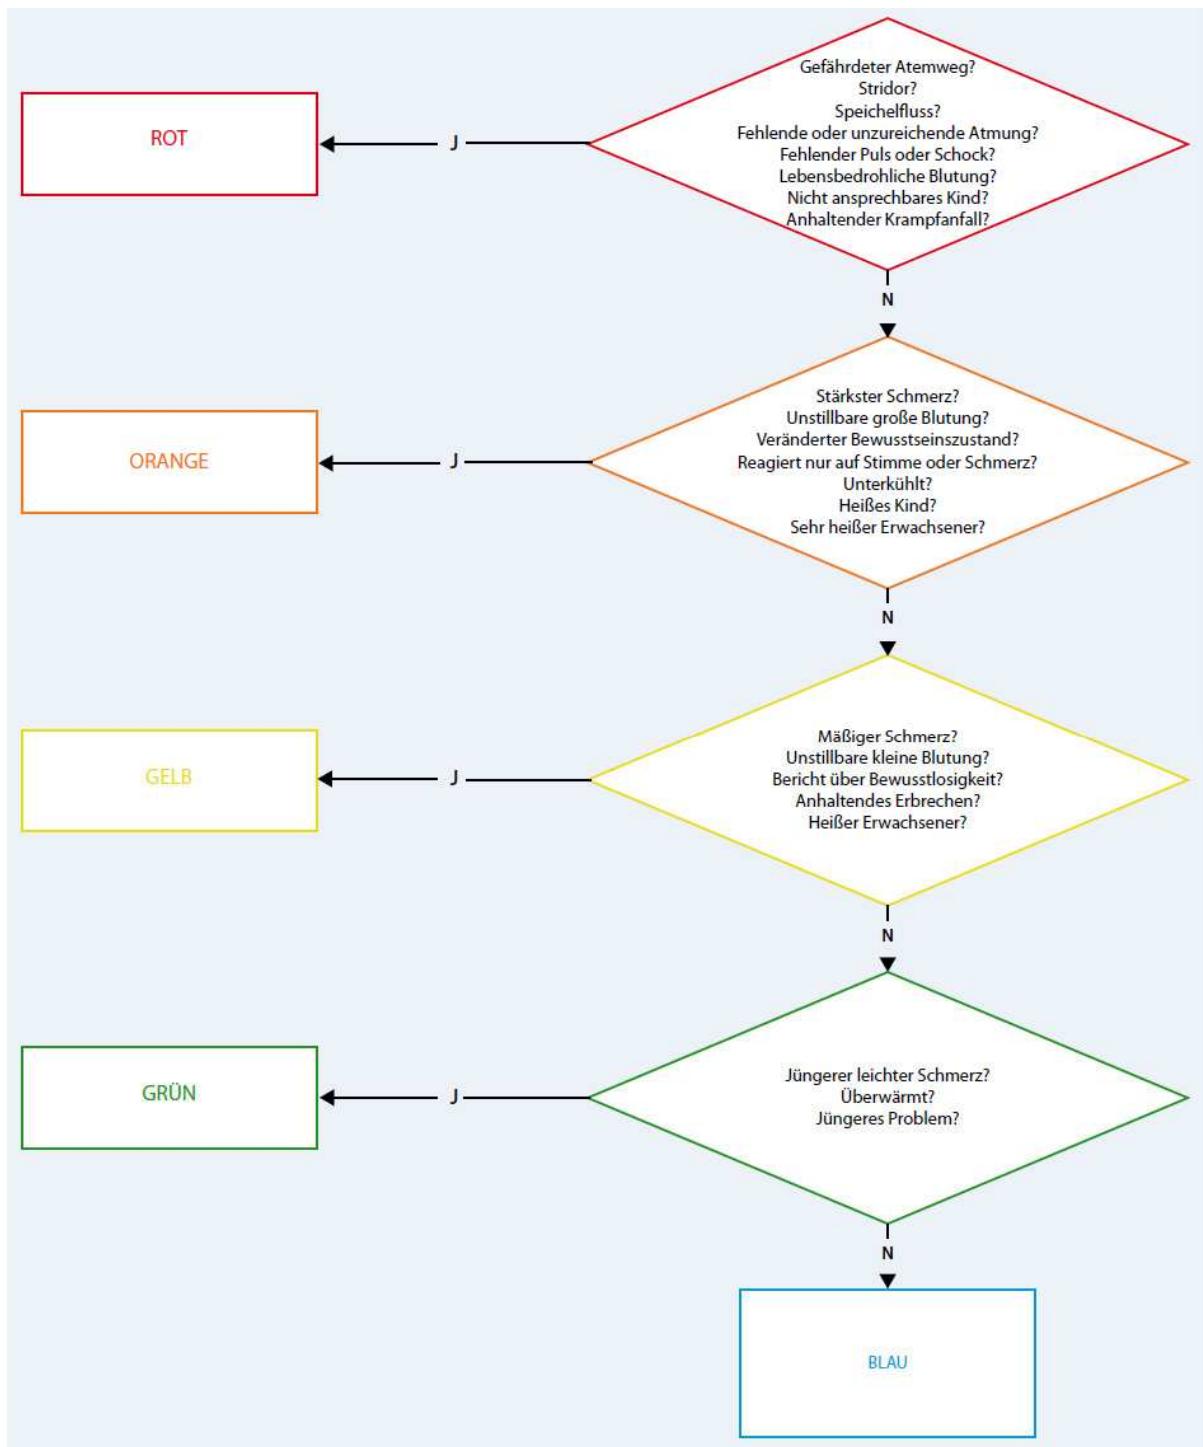 Gefährdeter Atemweg?
Stridor?
Speichelfluss?
Fehlende oder unzureichende Atmung?
Fehlender Puls oder Schock?
Lebensbedrohliche Blutung?
Nicht ansprechbares Kind?
Anhaltender Krampfanfall?
J
ROT
N
Stärkster Schmerz?
Unstillbare große Blutung?
Veränderter Bewusstseinszustand?
Reagiert nur auf Stimme oder Schmerz?
Unterkühlt?
Heißes Kind?
Sehr heißer Erwachsener?
J
ORANGE
N
Mäßiger Schmerz?
Unstillbare kleine Blutung?
Bericht über Bewusstlosigkeit?
Anhaltendes Erbrechen?
Heißer Erwachsener?
J
GELB
N
Jüngerer leichter Schmerz?
Überwärmt?
Jüngeres Problem?
J
GRÜN
N
BLAU